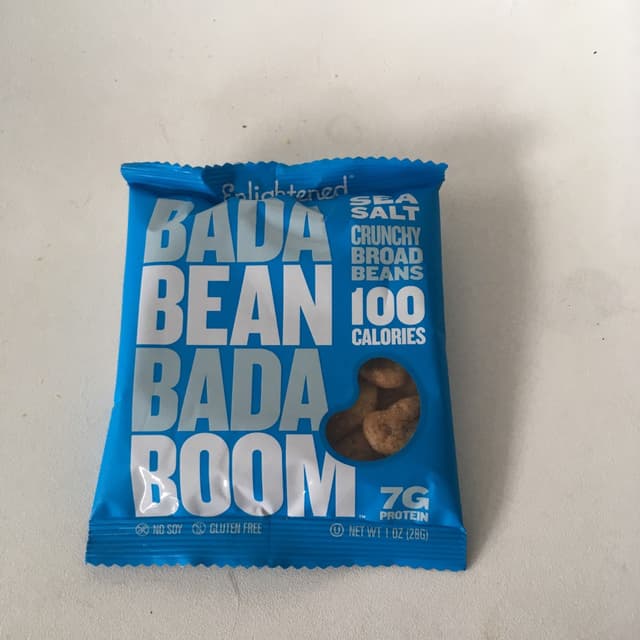 Enlightened®
BADA
BEAN
BADA
BOOM™
SEA
SALT
CRUNCHY
BROAD
BEANS
100
CALORIES
7G
PROTEIN
NO SOY GLUTEN FREE
U NET WT 1 OZ (28G)